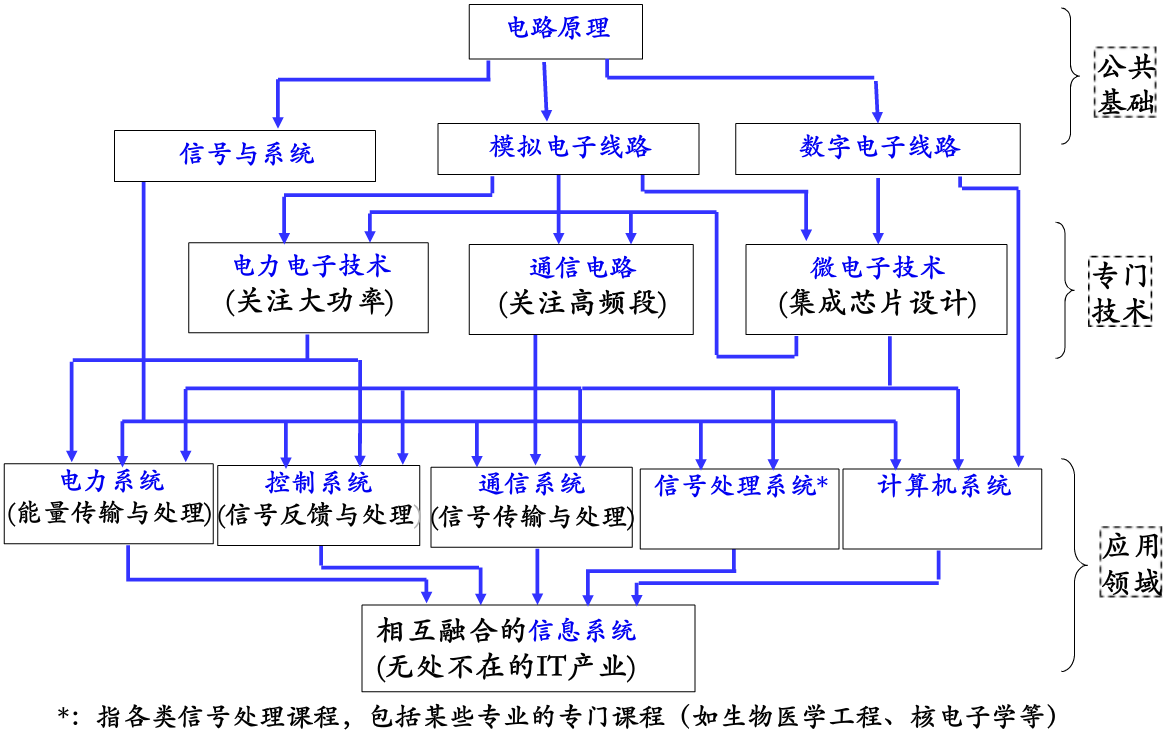 电路原理
公共
基础
信号与系统
模拟电子线路
数字电子线路
电力电子技术
(关注大功率)
通信电路
(关注高频段)
微电子技术
(集成芯片设计)
专门
技术
电力系统
(能量传输与处理)
控制系统
(信号反馈与处理)
通信系统
(信号传输与处理)
信号处理系统*
计算机系统
应用
领域
相互融合的信息系统
(无处不在的IT产业)
*：指各类信号处理课程，包括某些专业的专门课程（如生物医学工程、核电子学等）